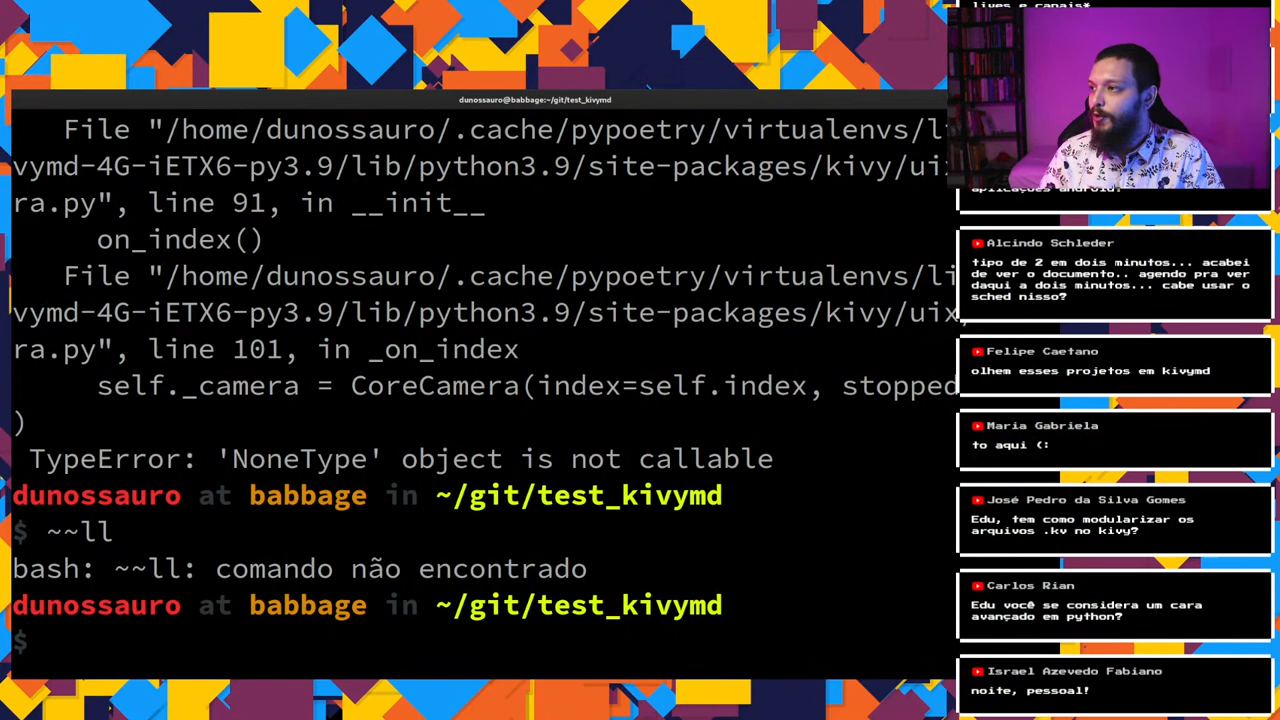 dunossauro@babbage:~/git/test_kivymd
File "/home/dunossauro/.cache/pypoetry/virtualenvs/li
vymd-4G-iETX6-py3.9/lib/python3.9/site-packages/kivy/uix
ra.py", line 91, in __init__
on_index()
File "/home/dunossauro/.cache/pypoetry/virtualenvs/li
vymd-4G-iETX6-py3.9/lib/python3.9/site-packages/kivy/uix/
ra.py", line 101, in _on_index
self._camera = CoreCamera(index=self.index, stopped
)
TypeError: 'NoneType' object is not callable
dunossauro at babbage in ~/git/test_kivymd
$ ~~ll
bash: ~~ll: comando não encontrado
dunossauro at babbage in ~/git/test_kivymd
$
lives e canais*
aplicações android!
Alcindo Schleder
tipo de 2 em dois minutos... acabei
de ver o documento.. agendo pra ver
daqui a dois minutos... cabe usar o
sched nisso?
Felipe Caetano
olhem esses projetos em kivymd
Maria Gabriela
to aqui (:
José Pedro da Silva Gomes
Edu, tem como modularizar os
arquivos .kv no kivy?
Carlos Rian
Edu você se considera um cara
avançado em python?
Israel Azevedo Fabiano
noite, pessoal!